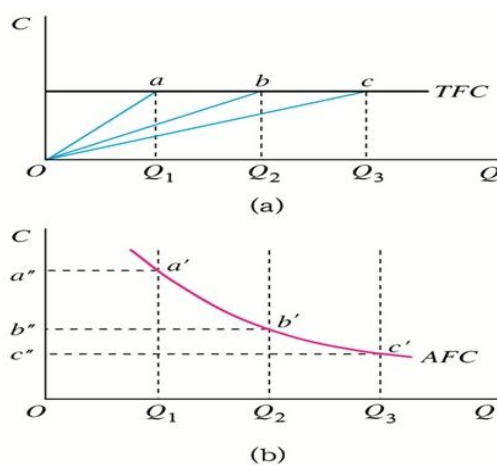 C
a b c
TFC
O Q₁ Q₂ Q₃ Q
(a)
C
a″ a′
b″ b′
c″ c′ AFC
O Q₁ Q₂ Q₃ Q
(b)